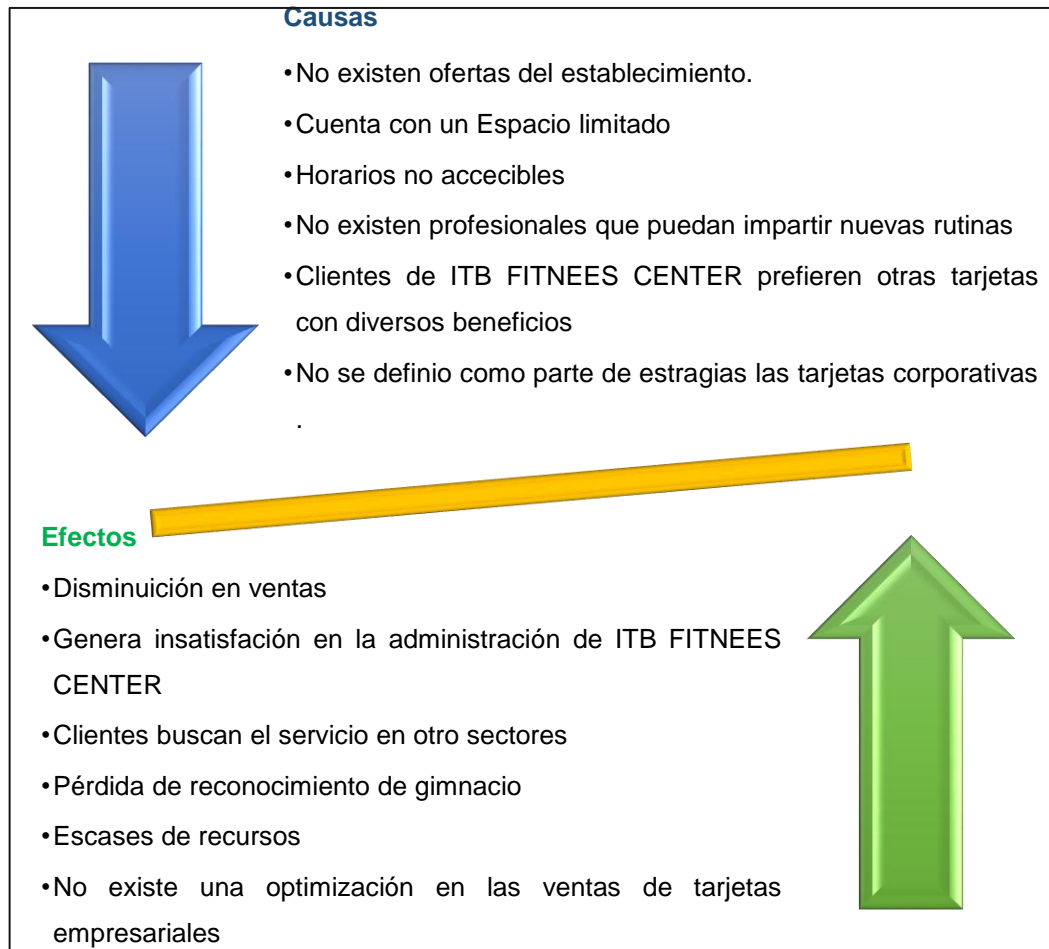 Causas
•No existen ofertas del establecimiento.
•Cuenta con un Espacio limitado
•Horarios no accecibles
•No existen profesionales que puedan impartir nuevas rutinas
•Clientes de ITB FITNEES CENTER prefieren otras tarjetas
con diversos beneficios
•No se definio como parte de estragias las tarjetas corporativas
.
Efectos
•Disminuición en ventas
•Genera insatisfación en la administración de ITB FITNEES
CENTER
•Clientes buscan el servicio en otro sectores
•Pérdida de reconocimiento de gimnacio
•Escases de recursos
•No existe una optimización en las ventas de tarjetas
empresariales